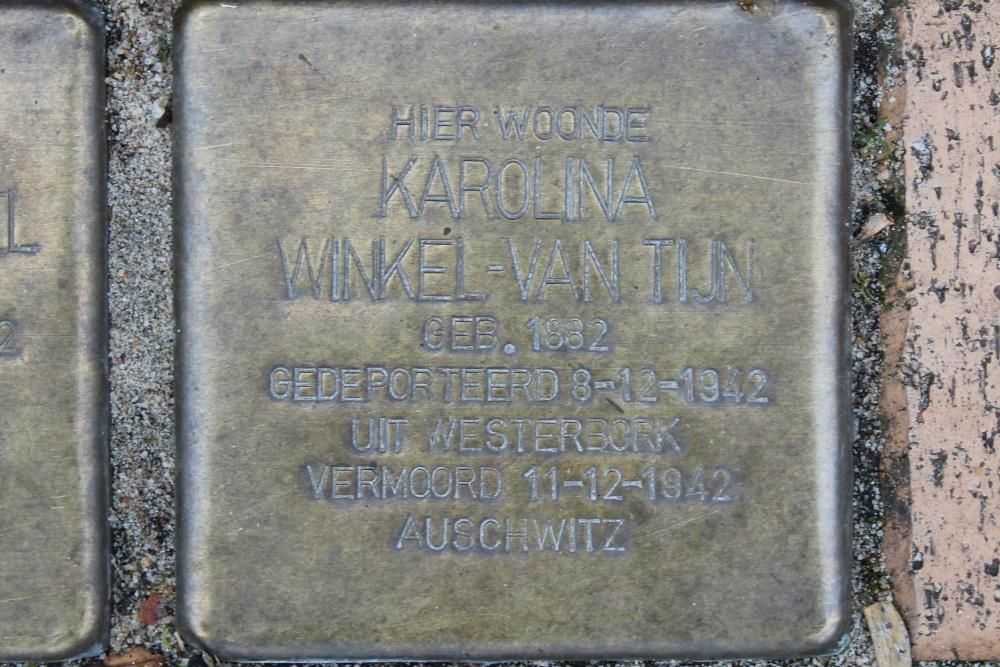 HIER WOONDE
KAROLINA
WINKEL-VAN TIJN
GEB. 1882
GEDEPORTEERD 8-12-1942
UIT WESTERBORK
VERMOORD 11-12-1942
AUSCHWITZ
L
2